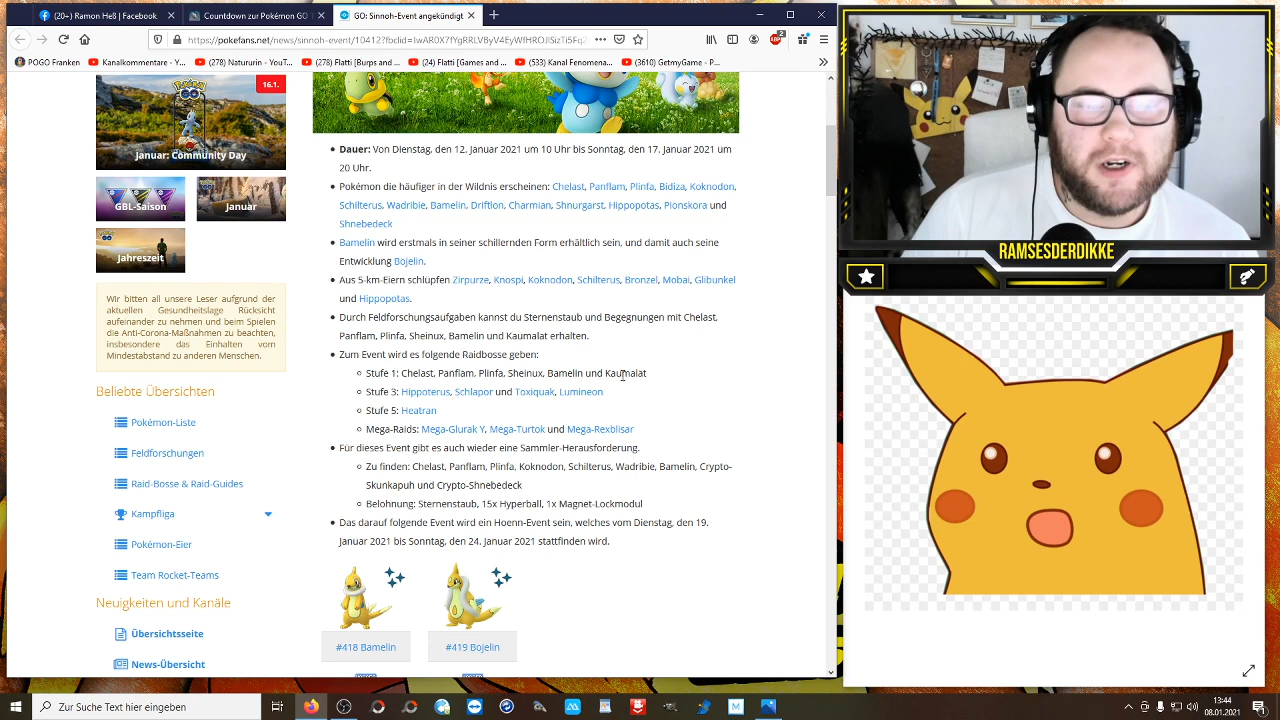 (20+) Ramon Heß | Facebook
Countdown zur Pokémon GO T
GO: Sinnoh-Event angekündigt
https://pokefans.net
POGO Franken
Kanalkommentare - Y...
(278) Naturürin - YouT...
(278) Flatti [Burps and ...
(24) Flatti [Games and ...
(533) Kanal Fenomena...
(3610) GetmyGame - P...
16.1.
Januar: Community Day
GBL-Saison
Januar
Jahreszeit
Wir bitten all unsere Leser aufgrund der
aktuellen Gesundheitslage Rücksicht
aufeinander zu nehmen und beim Spielen
die Anti-Corona-Maßnahmen zu beachten,
insbesondere das Einhalten vom
Mindestabstand zu anderen Menschen.
Beliebte Übersichten
Pokémon-Liste
Feldforschungen
Raid-Bosse & Raid-Guides
Kampfliga
Pokémon-Eier
Team Rocket-Teams
Neuigkeiten und Kanäle
Übersichtsseite
News-Übersicht
Dauer: Von Dienstag, den 12. Januar 2021 um 10 Uhr bis Sonntag, den 17. Januar 2021 um
20 Uhr.
Pokémon die häufiger in der Wildnis erscheinen: Chelast, Panflam, Plinfa, Bidiza, Koknodon,
Schilterus, Wadribie, Bamelin, Driftlon, Charmian, Shnurgarst, Hippopotas, Pionskora und
Shnebedeck
Bamelin wird erstmals in seiner schillernden Form erhältlich sein, und damit auch seine
Entwicklung Bojelin.
Aus 5-km-Eiern schlüpfen Zirpurze, Knospi, Koknodon, Schilterus, Bronzel, Mobai, Glibunkel
und Hippopotas.
Durch Feldforschungsaufgaben kannst du Sternenstaub und Begegnungen mit Chelast,
Panflam, Plinfa, Sheinux, Bamelin und Kaumalat erhalten.
Zum Event wird es folgende Raidbosse geben:
Stufe 1: Chelast, Panflam, Plinfa, Sheinux, Bamelin und Kaumalat
Stufe 3: Hippoterus, Schlapor und Toxiquak, Lumineon
Stufe 5: Heatran
Mega-Raids: Mega-Glurak Y, Mega-Turtok und Mega-Rexblisar
Für dieses Event gibt es auch wieder eine Sammler-Herausforderung.
Zu finden: Chelast, Panflam, Plinfa, Koknodon, Schilterus, Wadribie, Bamelin, Crypto-
Skunkapuh und Crypto-Shnebedeck
Belohnung: Sternenstaub, 15x Hyperball, 1x Magnet-Lockmodul
Das darauf folgende Event wird ein Hoenn-Event sein, welches vom Dienstag, den 19.
Januar 2021 bis Sonntag, den 24. Januar 2021 stattfinden wird.
#418 Bamelin
#419 Bojelin
RAMSESDERDIKKE
Zur Suche Text hier eingeben
13:44
08.01.2021